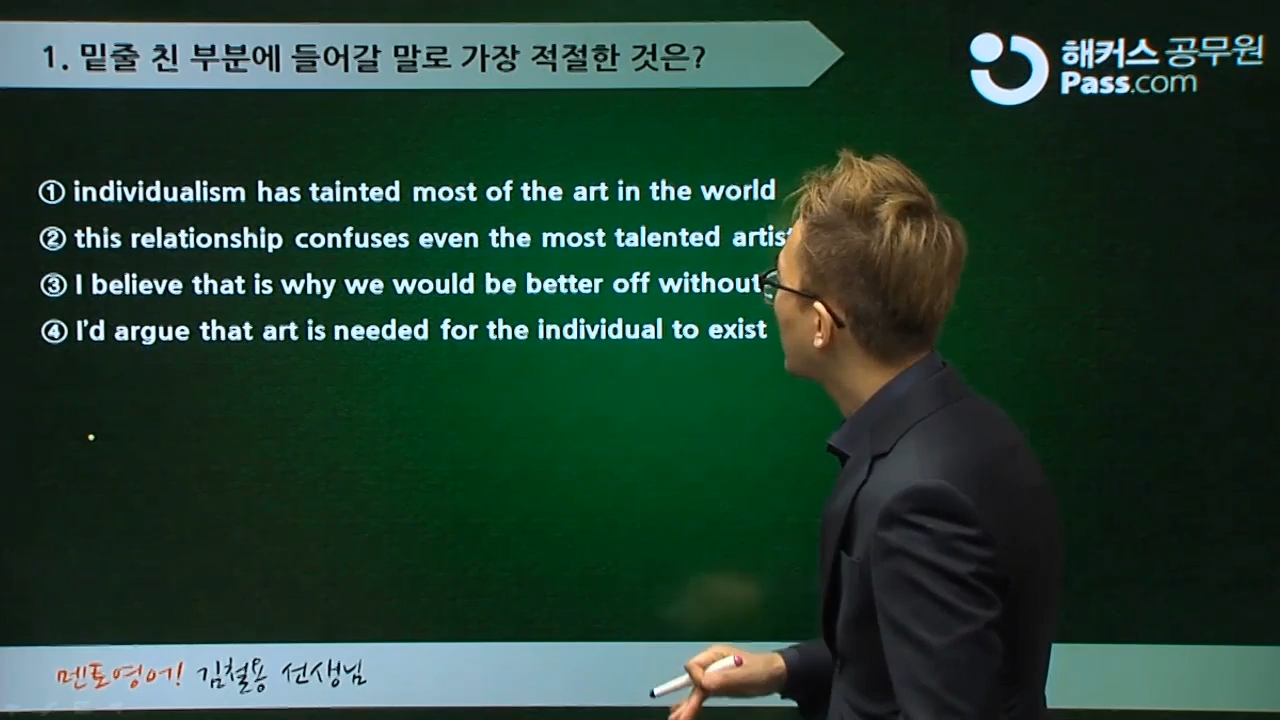 1. 밑줄 친 부분에 들어갈 말로 가장 적절한 것은?
해커스 공무원
Pass.com
① individualism has tainted most of the art in the world
② this relationship confuses even the most talented
③ I believe that is why we would be better off without
④ I'd argue that art is needed for the individual to exist
멘토영어! 김철용 선생님